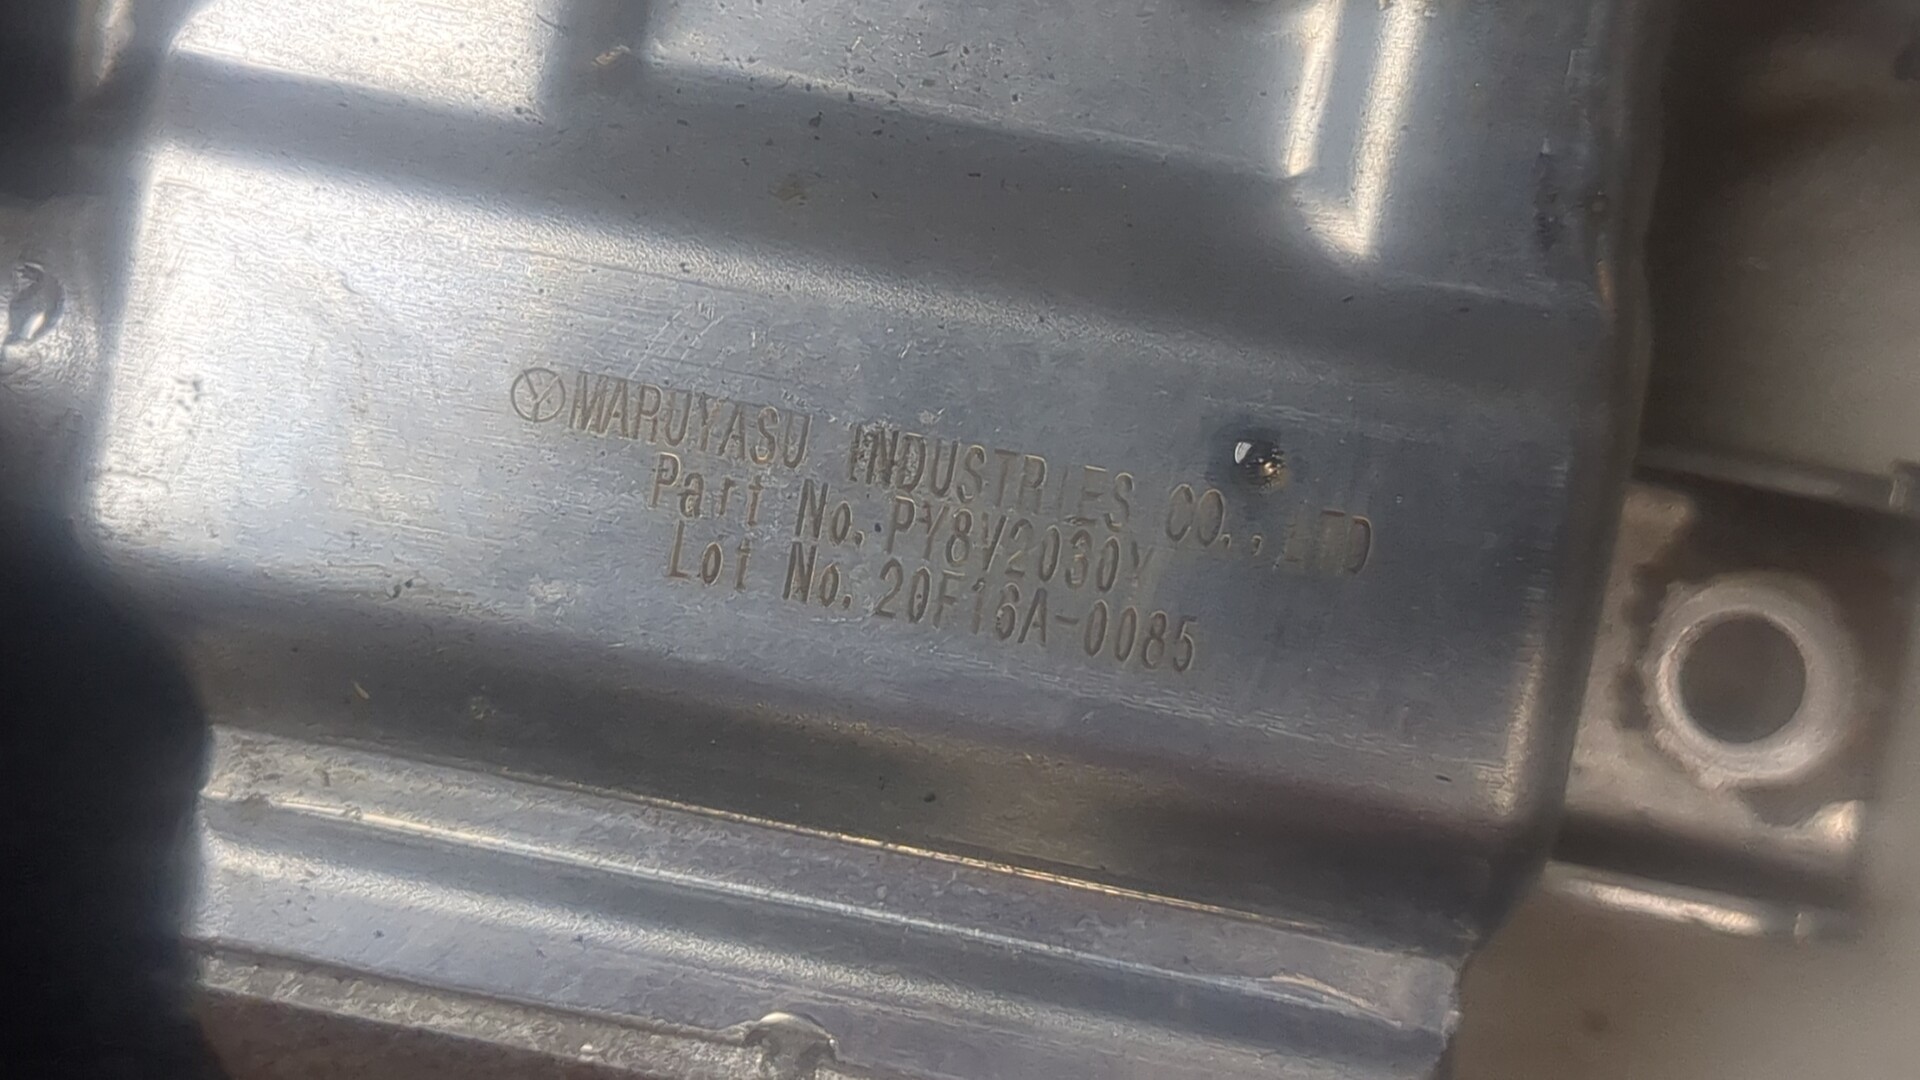 MARUYASU INDUSTRIES CO., LTD
Part No. PY8V2030Y
Lot No. 20F16A-0085